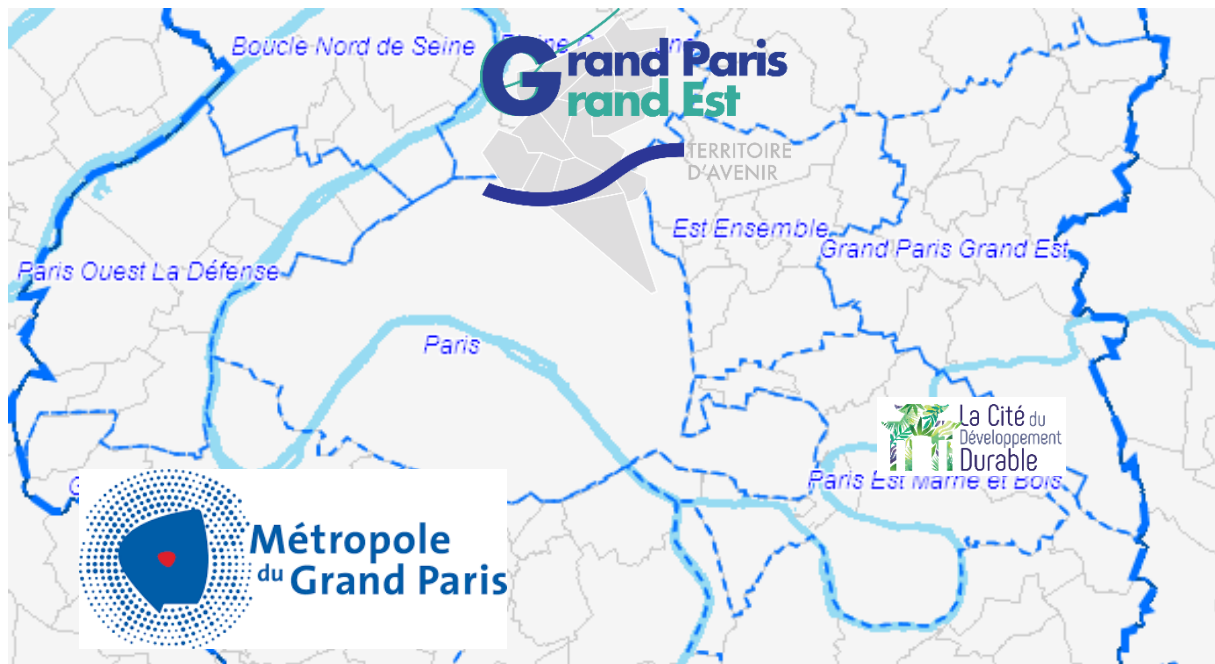 Boucle Nord de Seine
Grand Paris
Grand Est
TERRITOIRE
D'AVENIR
Est Ensemble
Grand Paris Grand Est
Paris Ouest La Défense
Paris
La Cité du
Développement
Durable
Paris Est Marne et Bois
Métropole
du Grand Paris